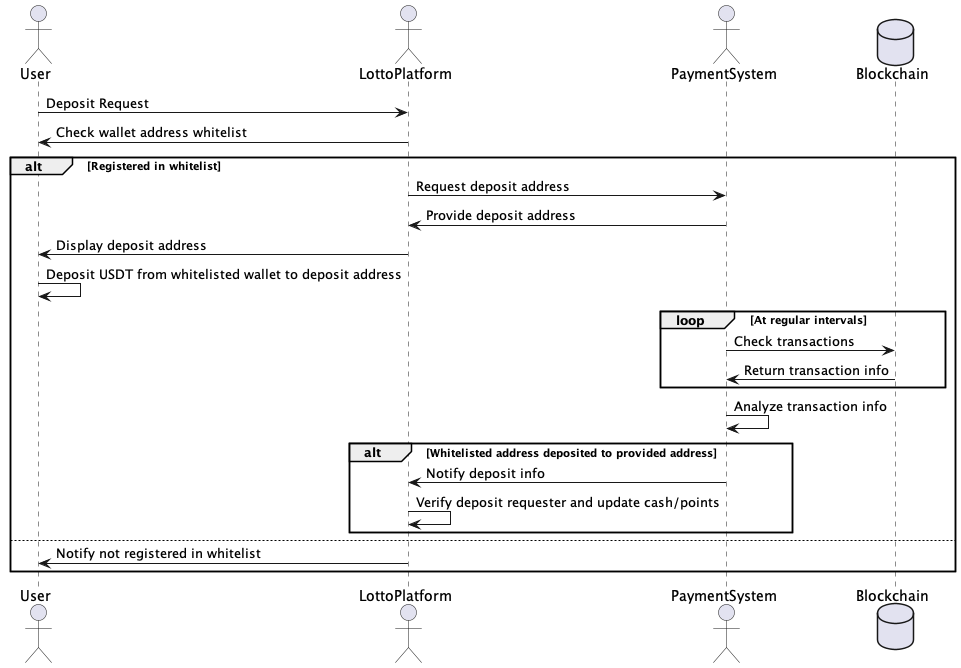 User LottoPlatform PaymentSystem Blockchain
Deposit Request
Check wallet address whitelist
alt [Registered in whitelist]
Request deposit address
Provide deposit address
Display deposit address
Deposit USDT from whitelisted wallet to deposit address
loop [At regular intervals]
Check transactions
Return transaction info
Analyze transaction info
alt [Whitelisted address deposited to provided address]
Notify deposit info
Verify deposit requester and update cash/points
Notify not registered in whitelist
User LottoPlatform PaymentSystem Blockchain